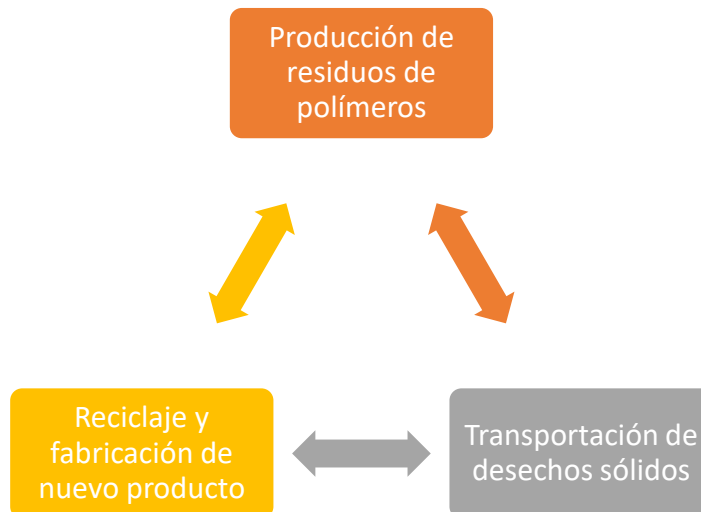 Producción de
residuos de
polímeros
Reciclaje y
fabricación de
nuevo producto
Transportación de
desechos sólidos